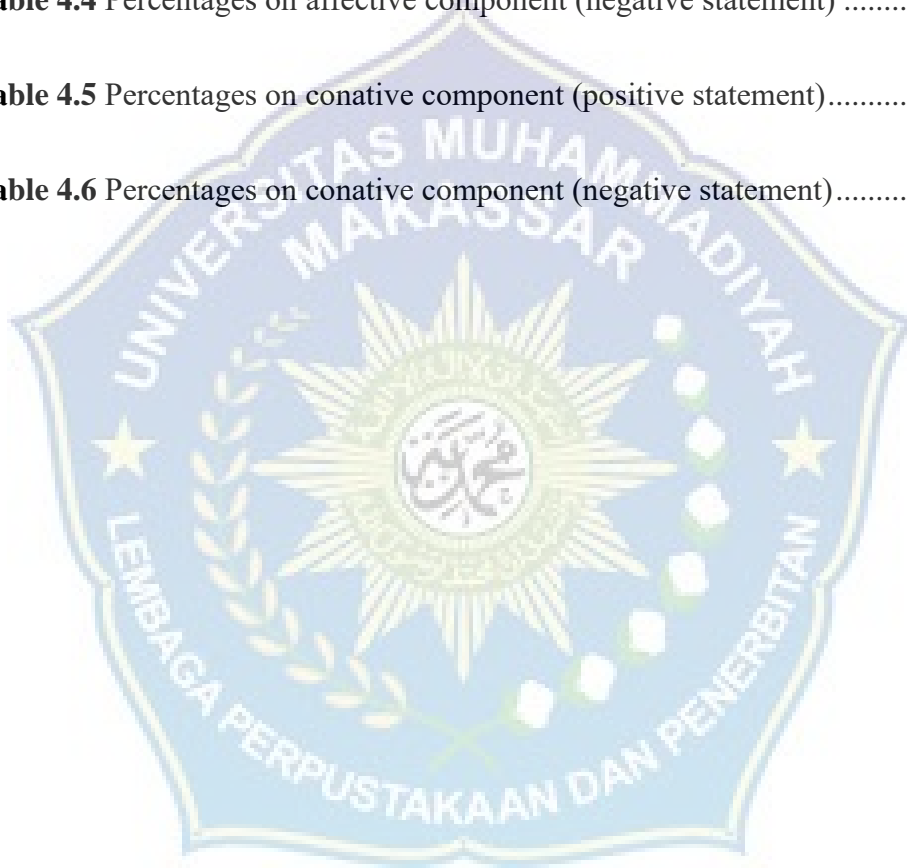 able 4.4 Percentages on affective component (negative statement) ........
able 4.5 Percentages on conative component (positive statement)..........
able 4.6 Percentages on conative component (negative statement).........
UNIVERSITAS MUHAMMADIYAH
MAKASSAR
LEMBAGA PERPUSTAKAAN DAN PENERBITAN